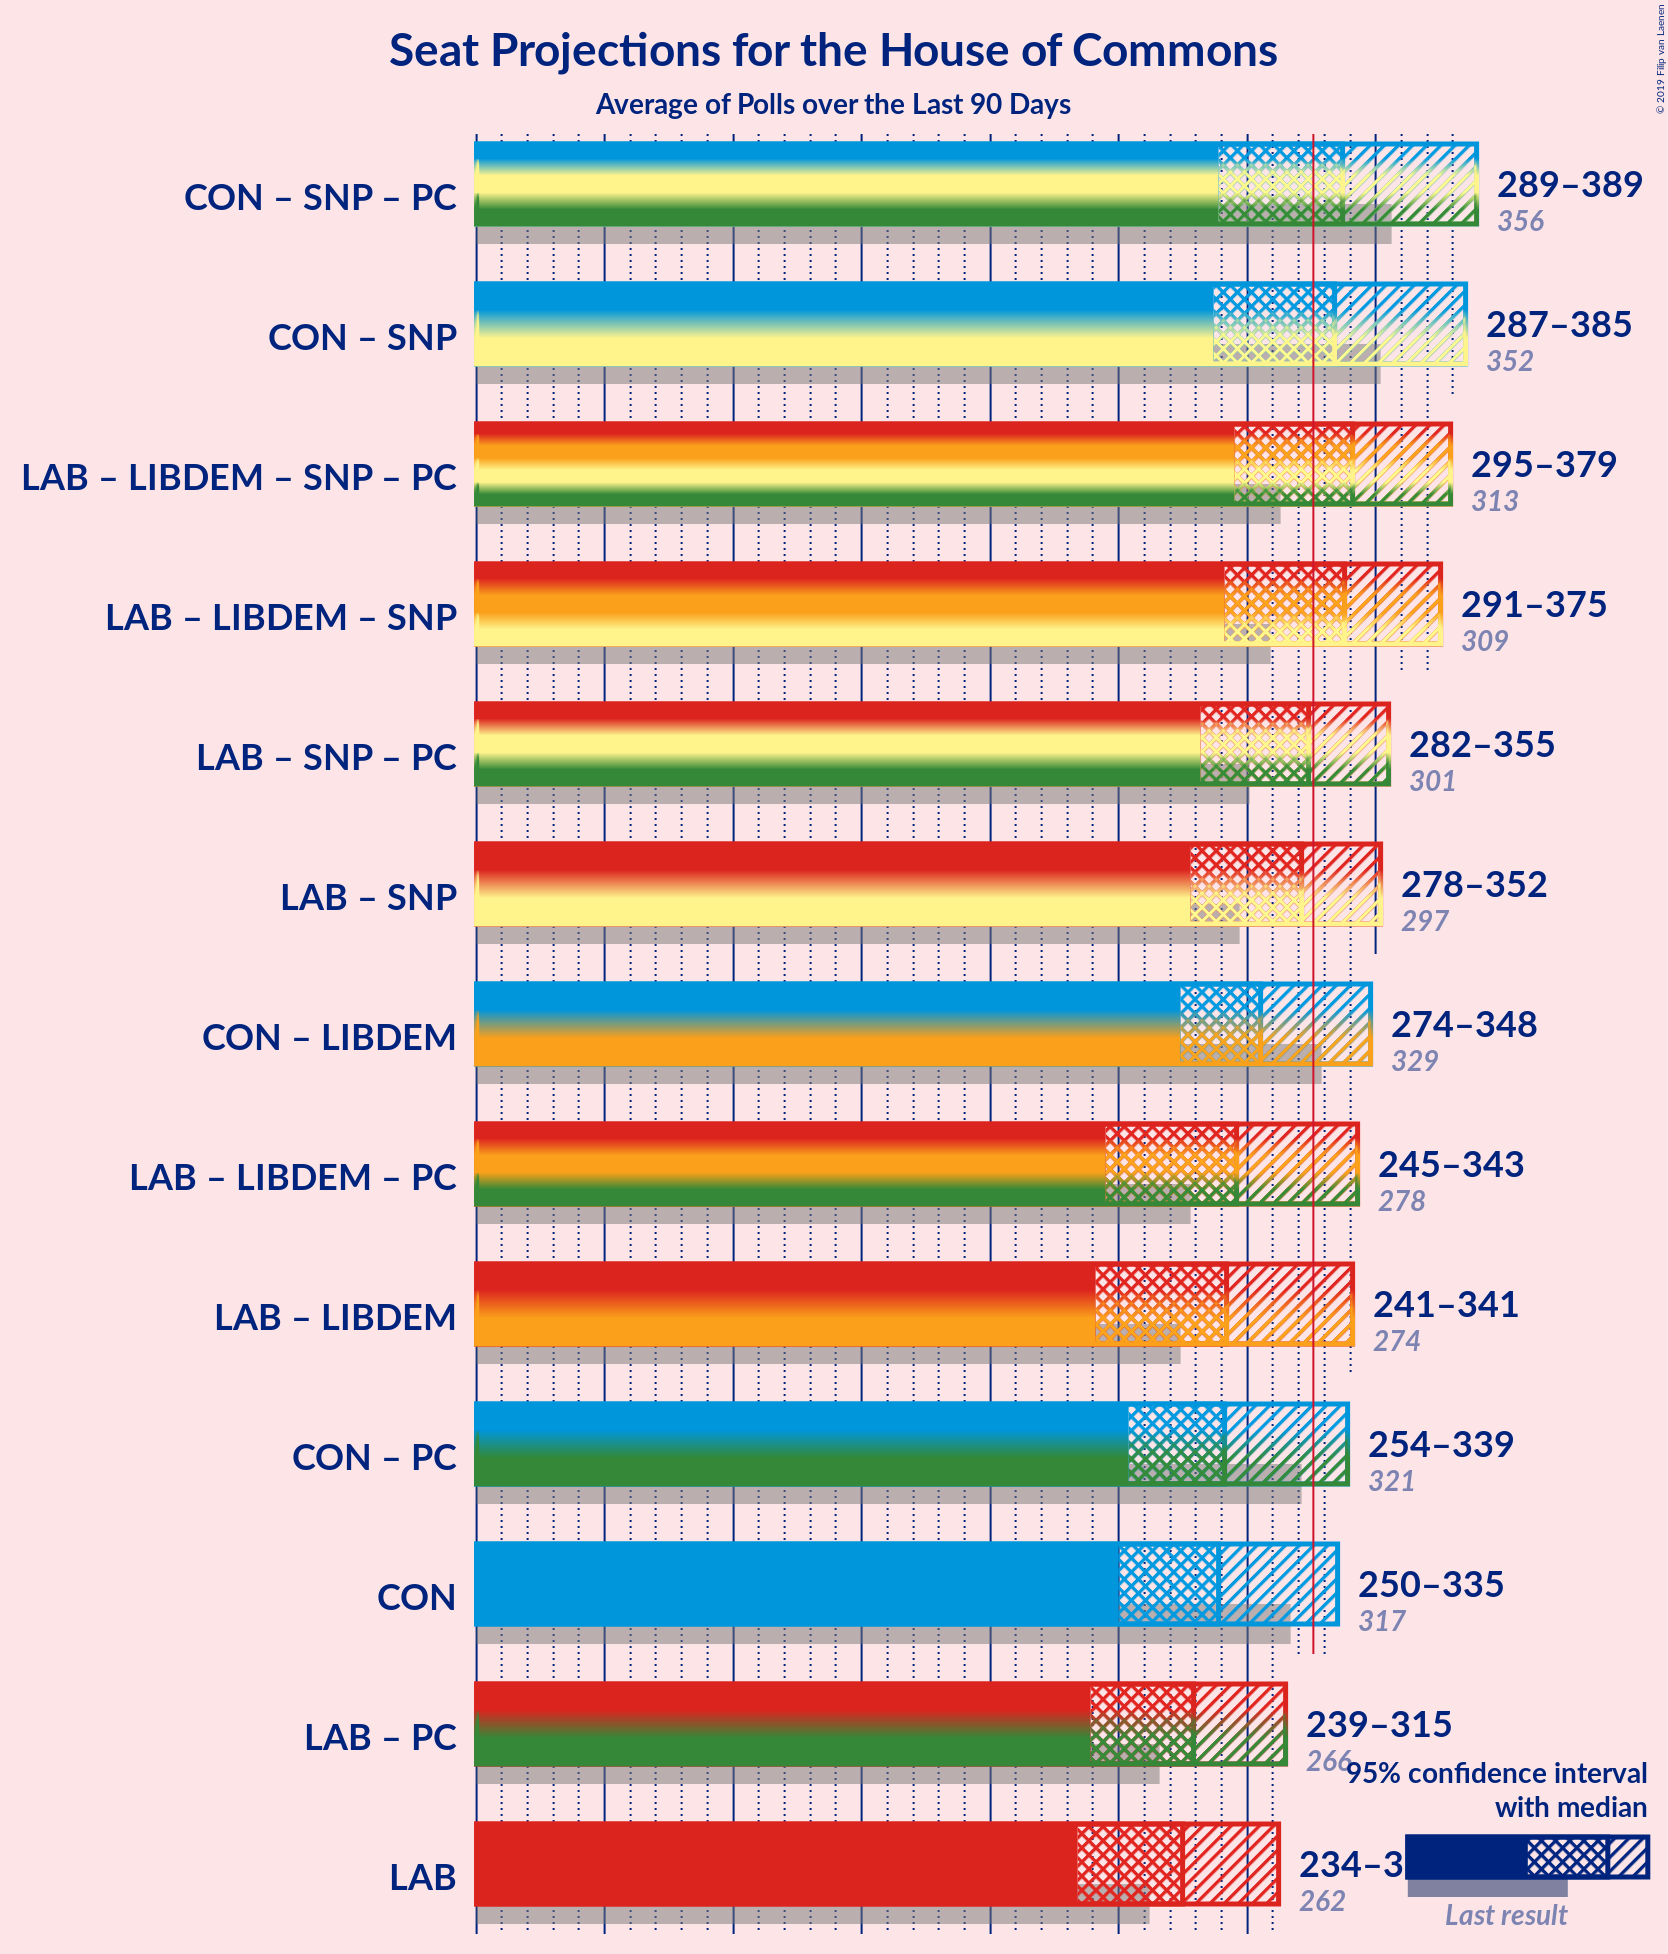 Seat Projections for the House of Commons
Average of Polls over the Last 90 Days
© 2019 Filip van Laenen
CON – SNP – PC
289–389
356
CON – SNP
287–385
352
LAB – LIBDEM – SNP – PC
295–379
313
LAB – LIBDEM – SNP
291–375
309
LAB – SNP – PC
282–355
301
LAB – SNP
278–352
297
CON – LIBDEM
274–348
329
LAB – LIBDEM – PC
245–343
278
LAB – LIBDEM
241–341
274
CON – PC
254–339
321
CON
250–335
317
LAB – PC
239–315
266
95% confidence interval
with median
LAB
234–3
262
Last result